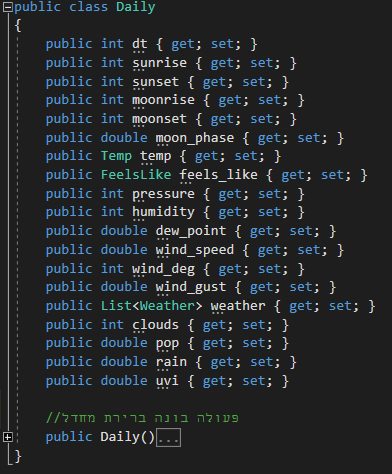 public class Daily
{
public int dt { get; set; }
public int sunrise { get; set; }
public int sunset { get; set; }
public int moonrise { get; set; }
public int moonset { get; set; }
public double moon_phase { get; set; }
public Temp temp { get; set; }
public FeelsLike feels_like { get; set; }
public int pressure { get; set; }
public int humidity { get; set; }
public double dew_point { get; set; }
public double wind_speed { get; set; }
public int wind_deg { get; set; }
public double wind_gust { get; set; }
public List<Weather> weather { get; set; }
public int clouds { get; set; }
public double pop { get; set; }
public double rain { get; set; }
public double uvi { get; set; }
//פעולה בונה ברירת מחדל
public Daily()...
}